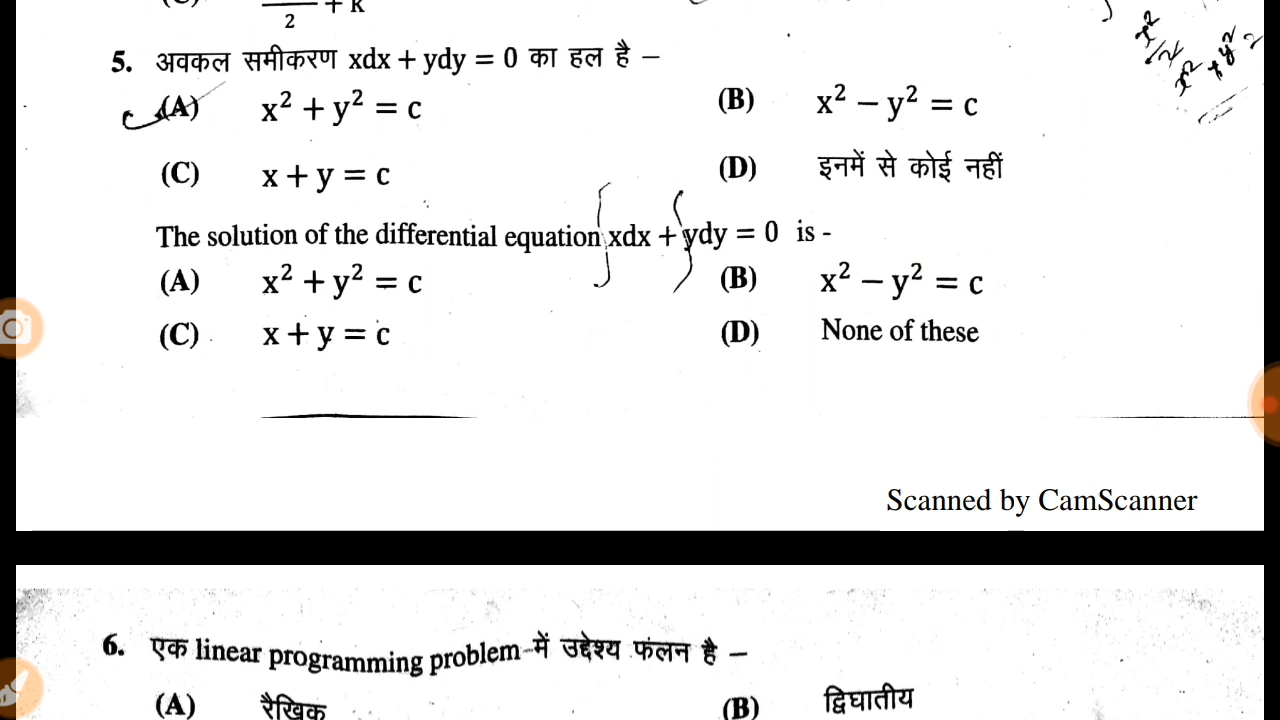 2 + K
5. अवकल समीकरण xdx + ydy = 0 का हल है –
(A) x² + y² = c (B) x² − y² = c
(C) x + y = c (D) इनमें से कोई नहीं
The solution of the differential equation xdx + ydy = 0 is -
(A) x² + y² = c (B) x² − y² = c
(C) x + y = c (D) None of these
Scanned by CamScanner
6. एक linear programming problem में उद्देश्य फंलन है –
(A) रैखिक (B) द्विघातीय